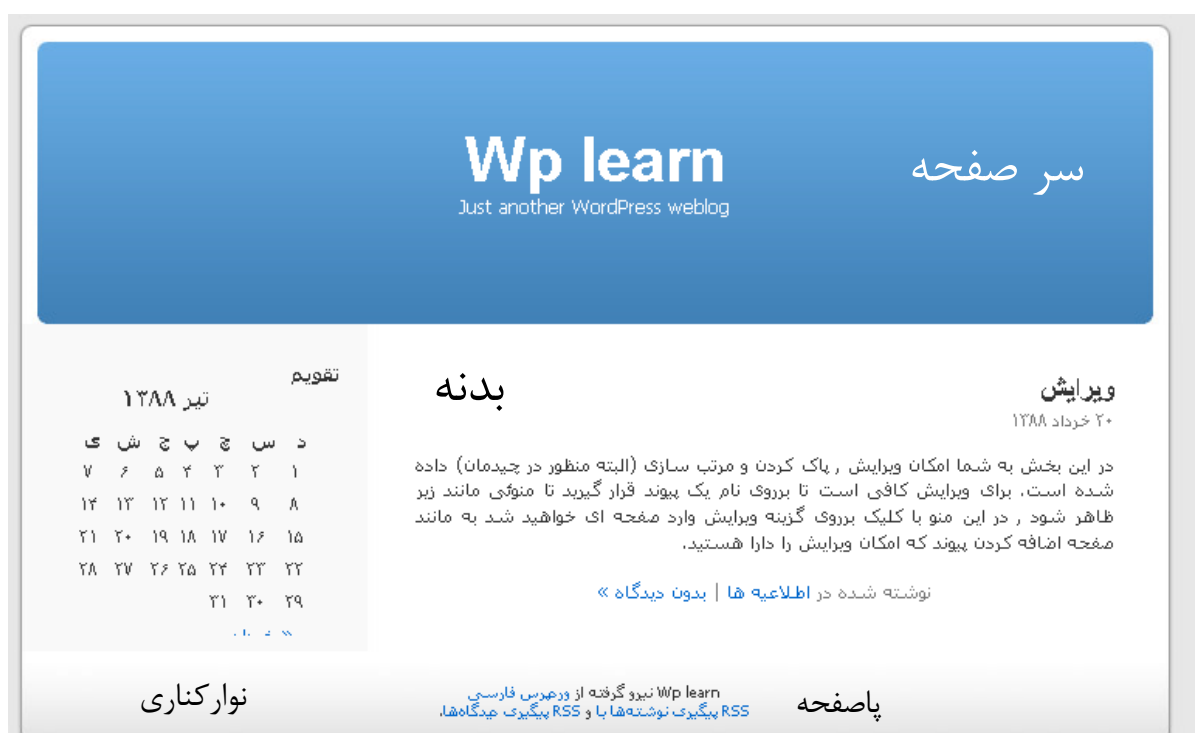 Wp learn
سر صفحه
Just another WordPress weblog
بدنه
ویرایش
۲۰ خرداد ۱۳۸۸
در این بخش به شما امکان ویرایش , پاک کردن و مرتب سازی (البته منظور در چیدمان) داده
شده است. برای ویرایش کافی است تا برروی نام یک پیوند قرار گیرید تا منوئی مانند زیر
ظاهر شود , در این منو با کلیک برروی گزینه ویرایش وارد صفحه ای خواهید شد به مانند
صفحه اضافه کردن پیوند که امکان ویرایش را دارا هستید.
نوشته شده در اطلاعیه ها | بدون دیدگاه »
تقویم
تیر ۱۳۸۸
د س چ پ ج ش ی
۱ ۲ ۳ ۴ ۵ ۶ ۷
۸ ۹ ۱۰ ۱۱ ۱۲ ۱۳ ۱۴
۱۵ ۱۶ ۱۷ ۱۸ ۱۹ ۲۰ ۲۱
۲۲ ۲۳ ۲۴ ۲۵ ۲۶ ۲۷ ۲۸
۲۹ ۳۰ ۳۱
پاصفحه
Wp learn نیرو گرفته از وردپرس فارسی
RSS پیگیری نوشته‌ها با و RSS پیگیری دیدگاه‌ها.
نوارکناری